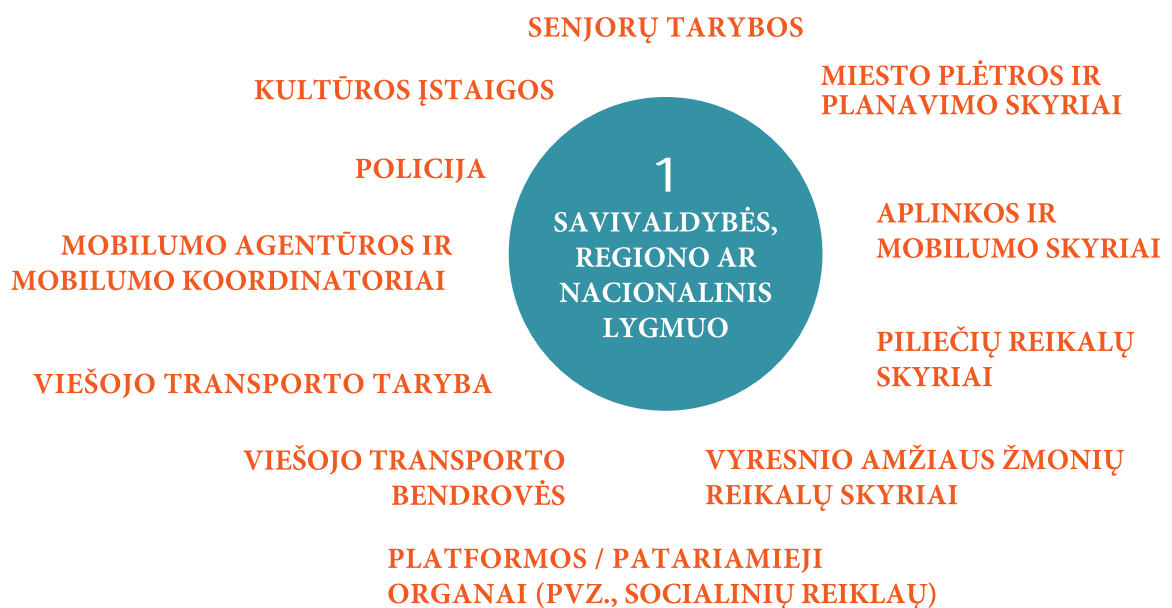 SENJORŲ TARYBOS
KULTŪROS ĮSTAIGOS
MIESTO PLĖTROS IR
PLANAVIMO SKYRIAI
POLICIJA
1
SAVIVALDYBĖS,
REGIONO AR
NACIONALINIS
LYGMUO
APLINKOS IR
MOBILUMO SKYRIAI
MOBILUMO AGENTŪROS IR
MOBILUMO KOORDINATORIAI
PILIEČIŲ REIKALŲ
SKYRIAI
VIEŠOJO TRANSPORTO TARYBA
VIEŠOJO TRANSPORTO
BENDROVĖS
VYRESNIO AMŽIAUS ŽMONIŲ
REIKALŲ SKYRIAI
PLATFORMOS / PATARIAMIEJI
ORGANAI (PVZ., SOCIALINIŲ REIKLAŲ)